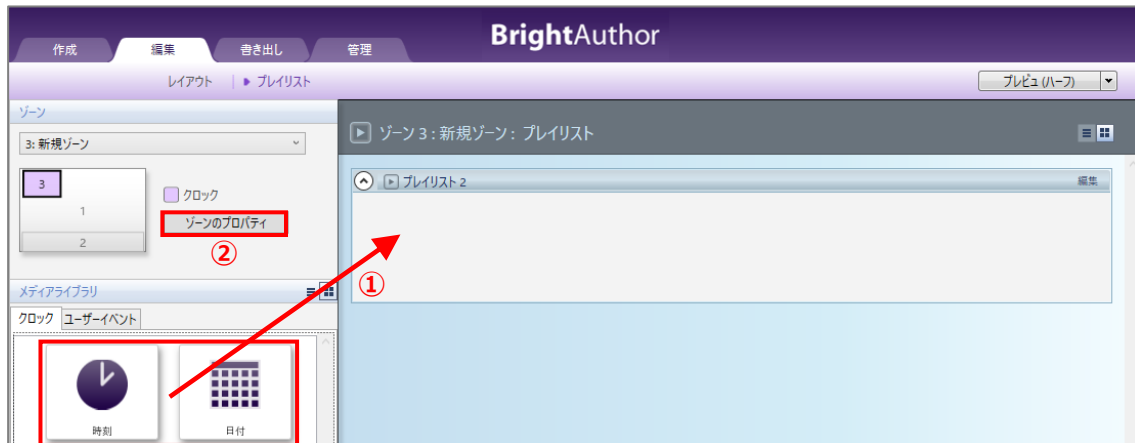 BrightAuthor
作成 編集 書き出し 管理
レイアウト プレイリスト プレビュ (ハーフ)
ゾーン
3: 新規ゾーン
3
1
2
クロック
ゾーンのプロパティ
②
メディアライブラリ
クロック ユーザーイベント
時刻 日付
ゾーン 3 : 新規ゾーン : プレイリスト
プレイリスト 2 編集
①